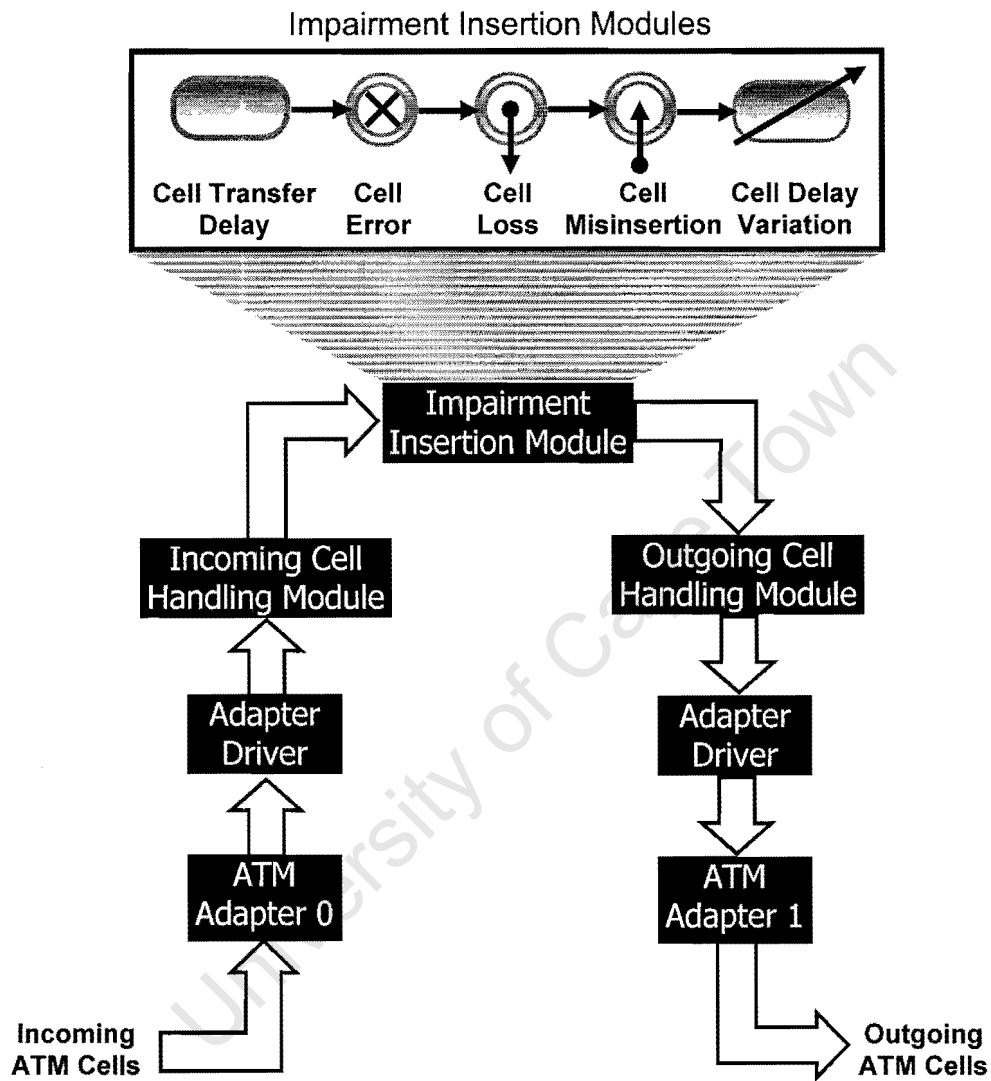 Impairment Insertion Modules
Cell Transfer
Delay
Cell
Error
Cell
Loss
Cell
Misinsertion
Cell Delay
Variation
Impairment
Insertion Module
Incoming Cell
Handling Module
Outgoing Cell
Handling Module
Adapter
Driver
Adapter
Driver
ATM
Adapter 0
ATM
Adapter 1
Incoming
ATM Cells
Outgoing
ATM Cells
University of Cape Town